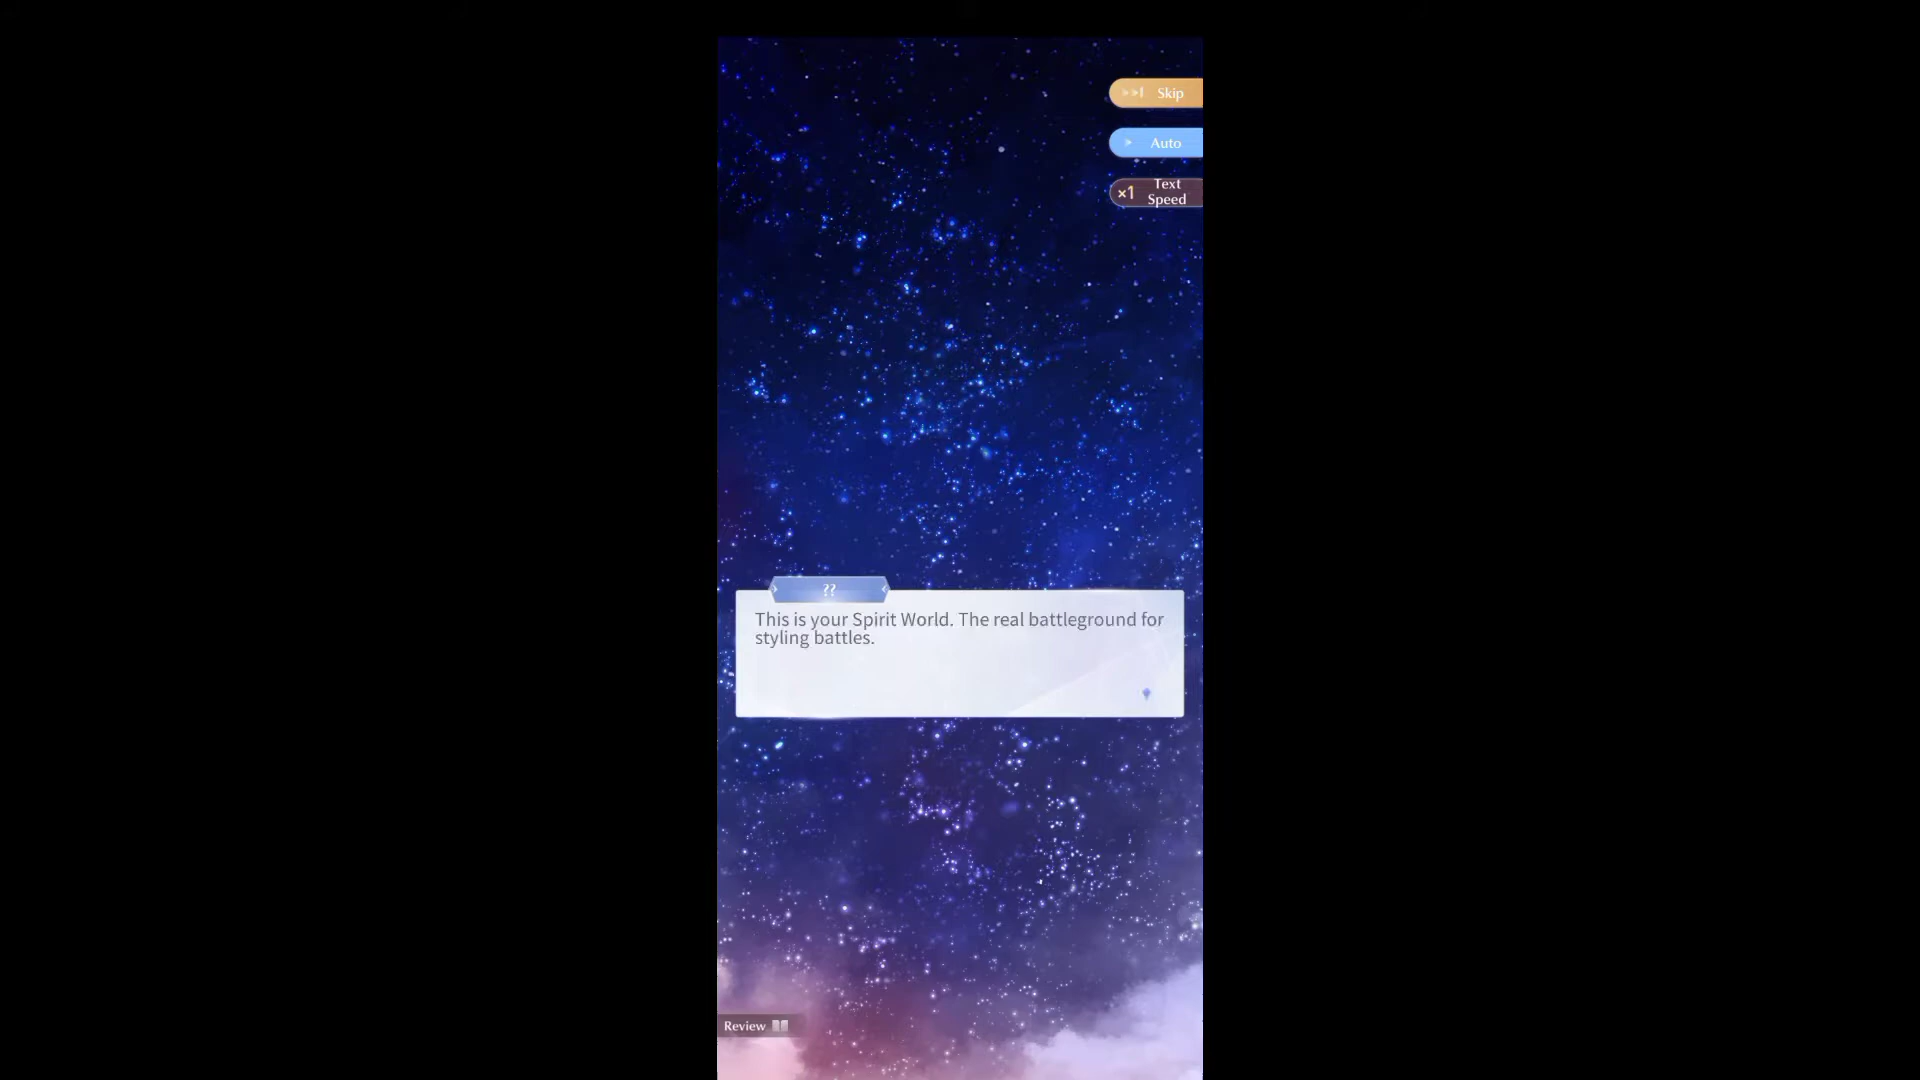 Skip
Auto
×1 Text
Speed
??
This is your Spirit World. The real battleground for
styling battles.
Review